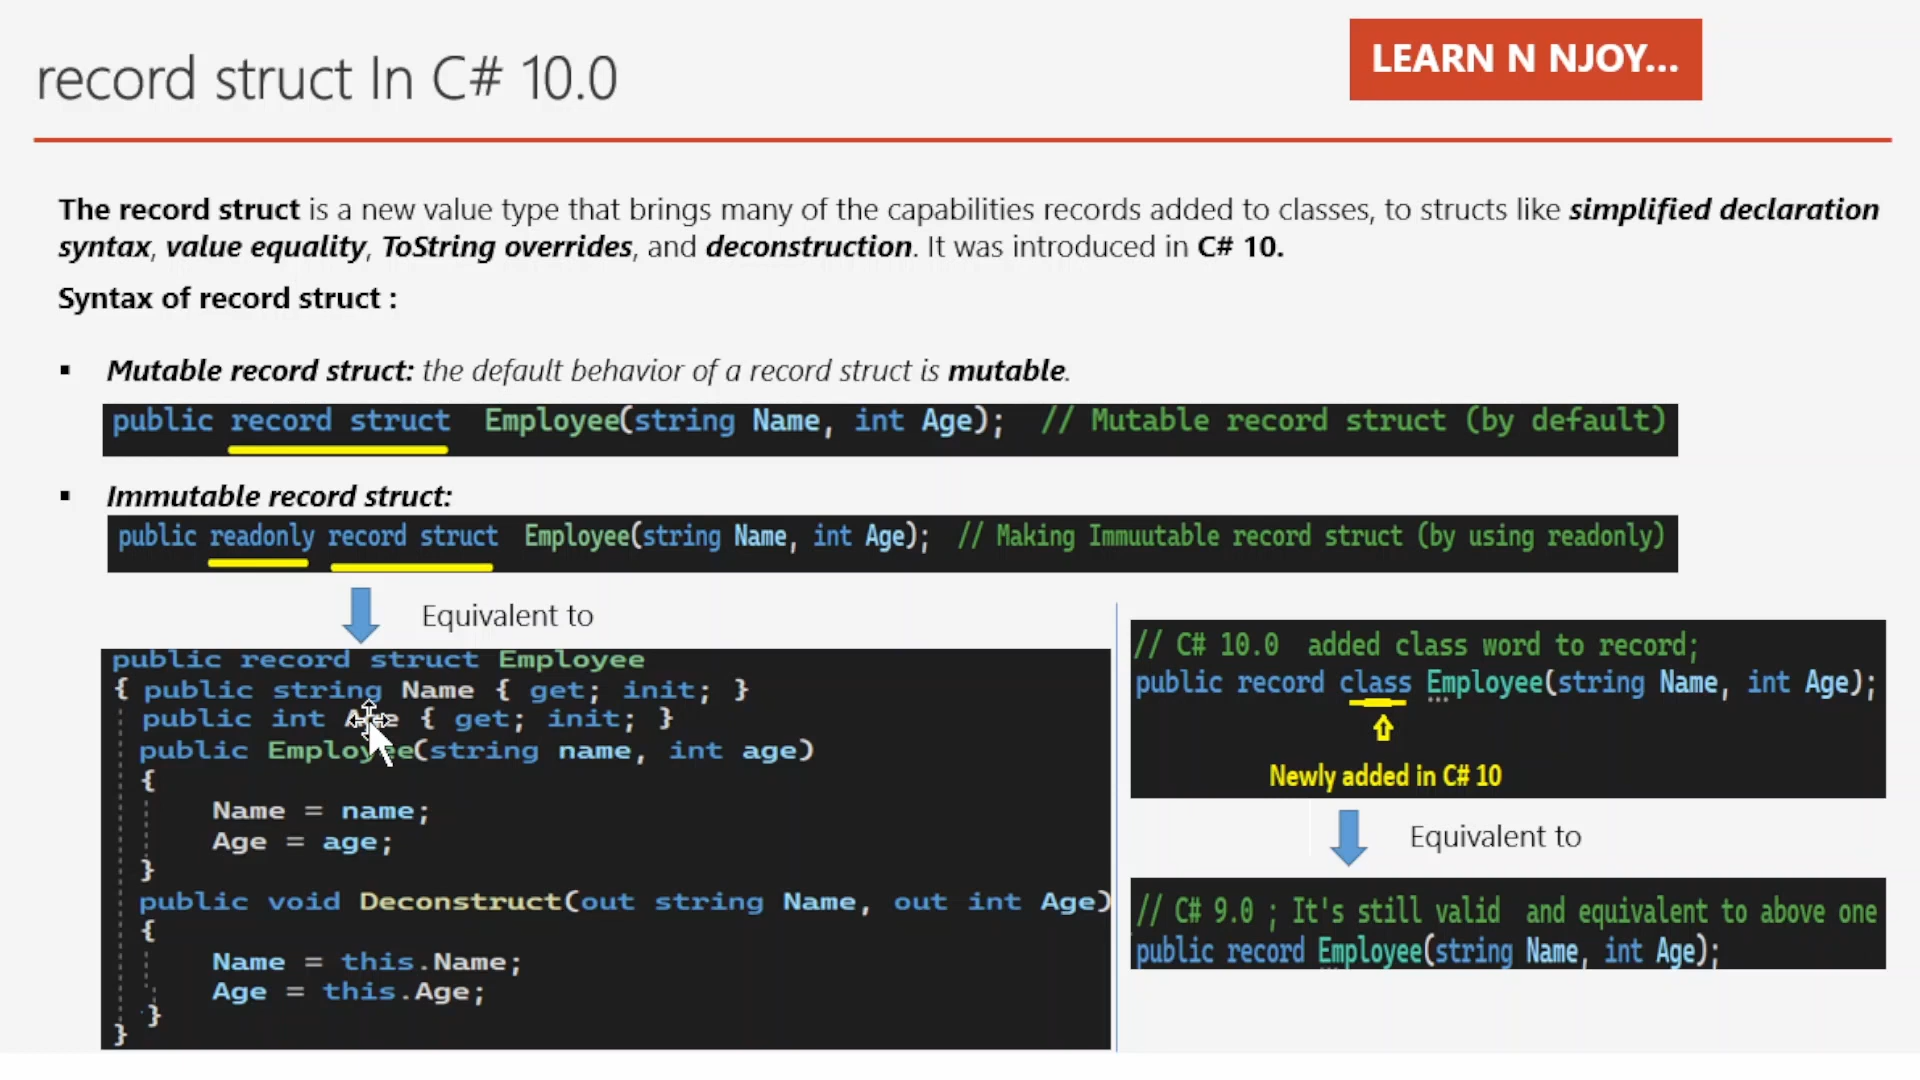 record struct In C# 10.0
LEARN N NJOY...
The record struct is a new value type that brings many of the capabilities records added to classes, to structs like simplified declaration
syntax, value equality, ToString overrides, and deconstruction. It was introduced in C# 10.
Syntax of record struct :
▪ Mutable record struct: the default behavior of a record struct is mutable.
public record struct Employee(string Name, int Age); // Mutable record struct (by default)
▪ Immutable record struct:
public readonly record struct Employee(string Name, int Age); // Making Immuutable record struct (by using readonly)
Equivalent to
public record struct Employee
{ public string Name { get; init; }
public int Age { get; init; }
public Employee(string name, int age)
{
Name = name;
Age = age;
}
public void Deconstruct(out string Name, out int Age)
{
Name = this.Name;
Age = this.Age;
}
}
// C# 10.0 added class word to record;
public record class Employee(string Name, int Age);
Newly added in C# 10
Equivalent to
// C# 9.0 ; It's still valid and equivalent to above one
public record Employee(string Name, int Age);